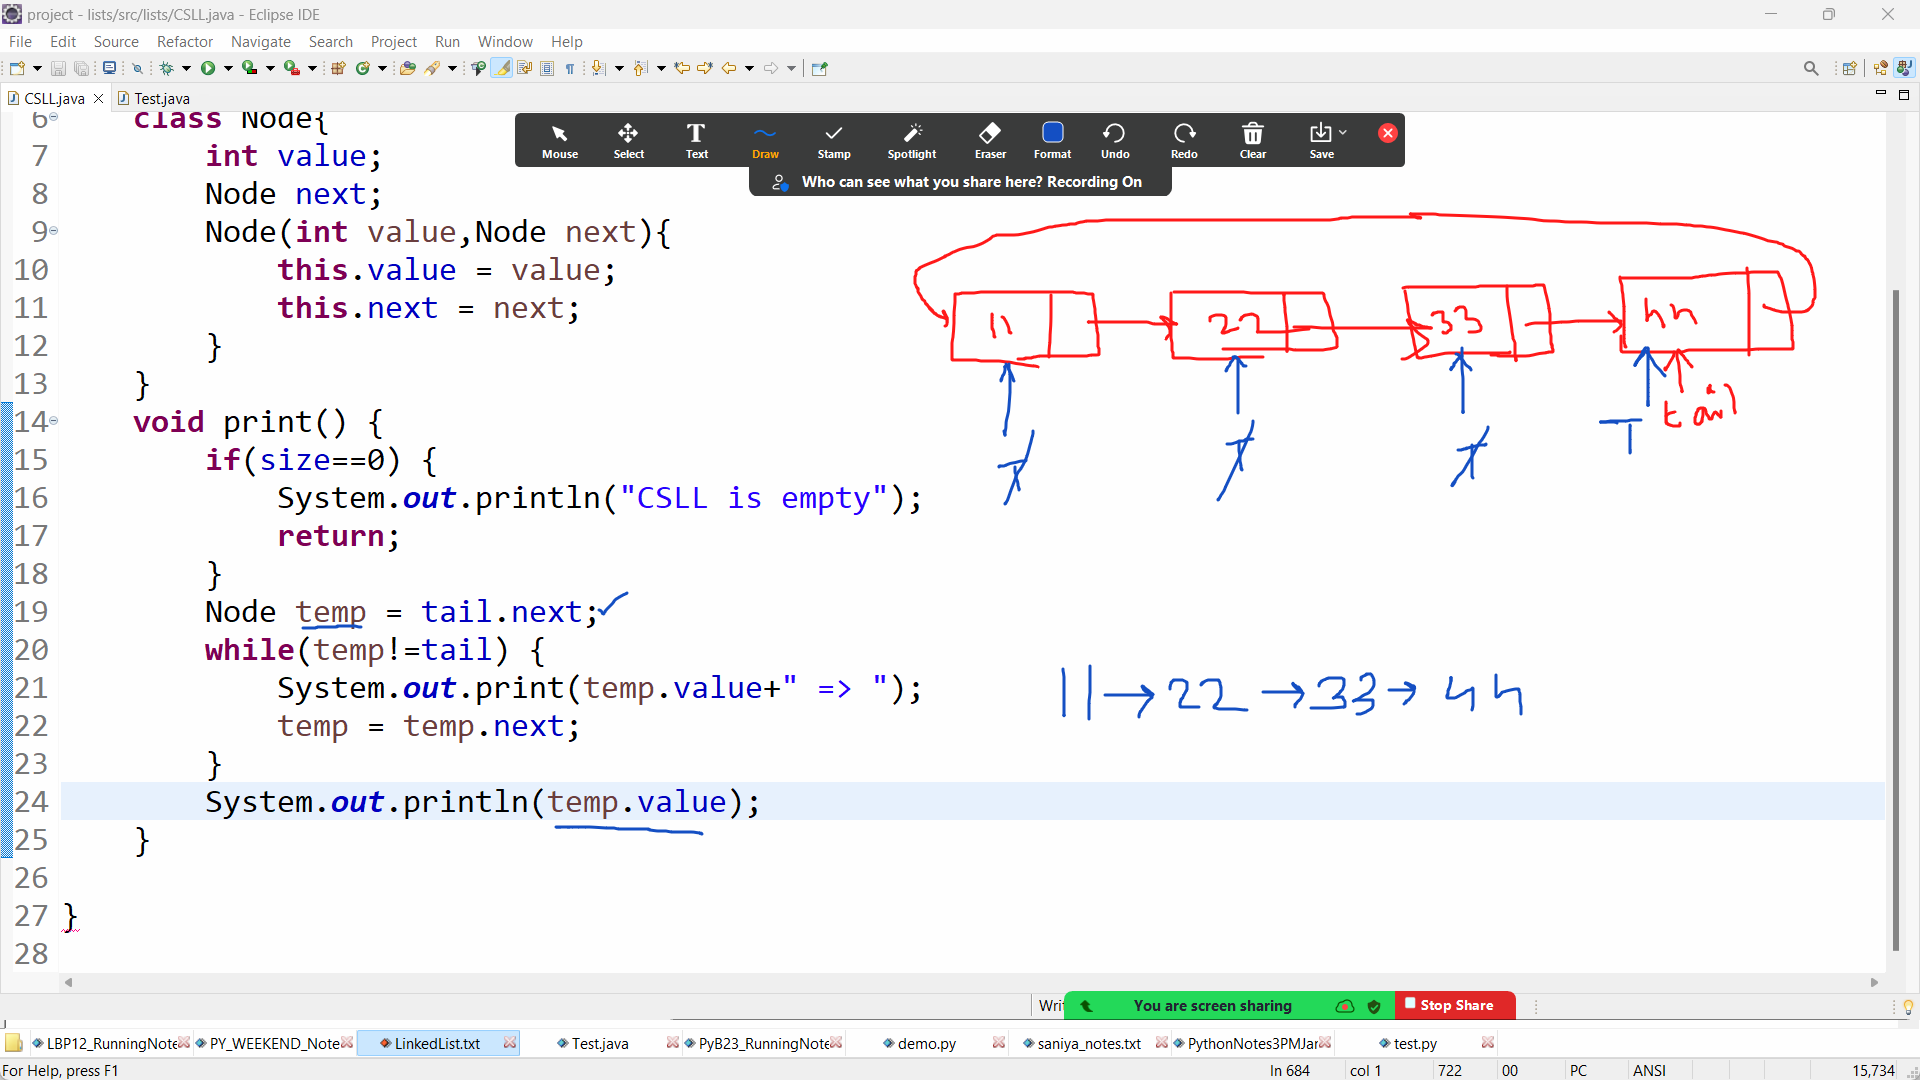 project - lists/src/lists/CSLL.java - Eclipse IDE
File Edit Source Refactor Navigate Search Project Run Window Help
CSLL.java Test.java
Mouse Select Text Draw Stamp Spotlight Eraser Format Undo Redo Clear Save
Who can see what you share here? Recording On
6 class Node{
7 int value;
8 Node next;
9 Node(int value,Node next){
10 this.value = value;
11 this.next = next;
12 }
13 }
14 void print() {
15 if(size==0) {
16 System.out.println("CSLL is empty");
17 return;
18 }
19 Node temp = tail.next;
20 while(temp!=tail) {
21 System.out.print(temp.value+" => ");
22 temp = temp.next;
23 }
24 System.out.println(temp.value);
25 }
26
27 }
28
11 22 33 44
T T T T tail
11 → 22 → 33 → 44
You are screen sharing Stop Share
LBP12_RunningNote PY_WEEKEND_Note LinkedList.txt Test.java PyB23_RunningNote demo.py saniya_notes.txt PythonNotes3PMJar test.py
For Help, press F1 ln 684 col 1 722 00 PC ANSI 15,734